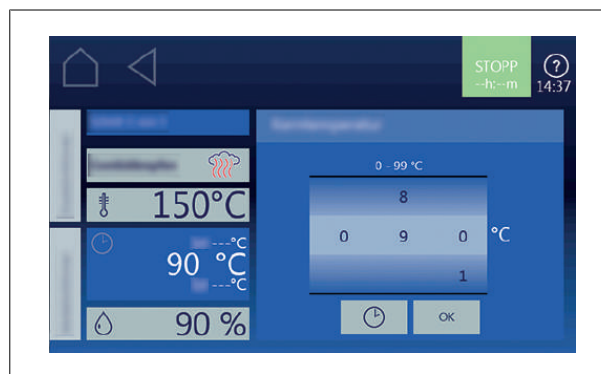 STOPP
--h:--m
14:37
0 - 99 °C
150°C
---°C
90 °C
---°C
90 %
8
0 9 0 °C
1
OK